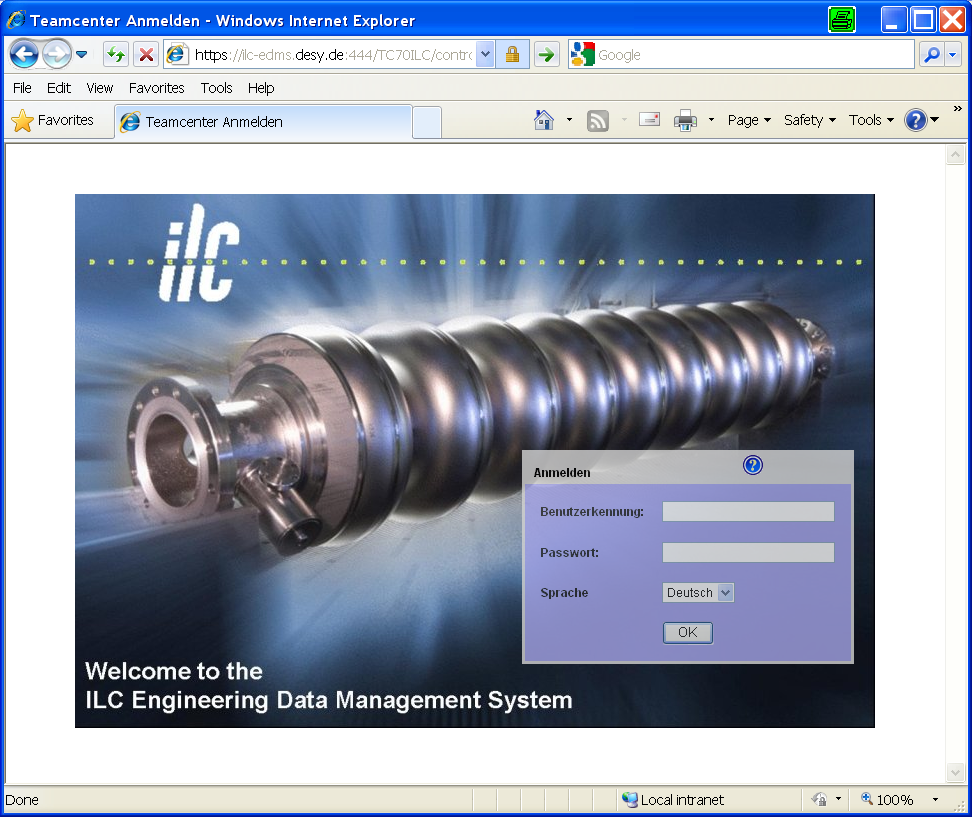 Teamcenter Anmelden - Windows Internet Explorer
https://ilc-edms.desy.de:444/TC70ILC/contro
Google
File Edit View Favorites Tools Help
Favorites
Teamcenter Anmelden
Page Safety Tools
»
ilc
Anmelden
Benutzerkennung:
Passwort:
Sprache Deutsch
OK
Welcome to the
ILC Engineering Data Management System
Done
Local intranet
100%